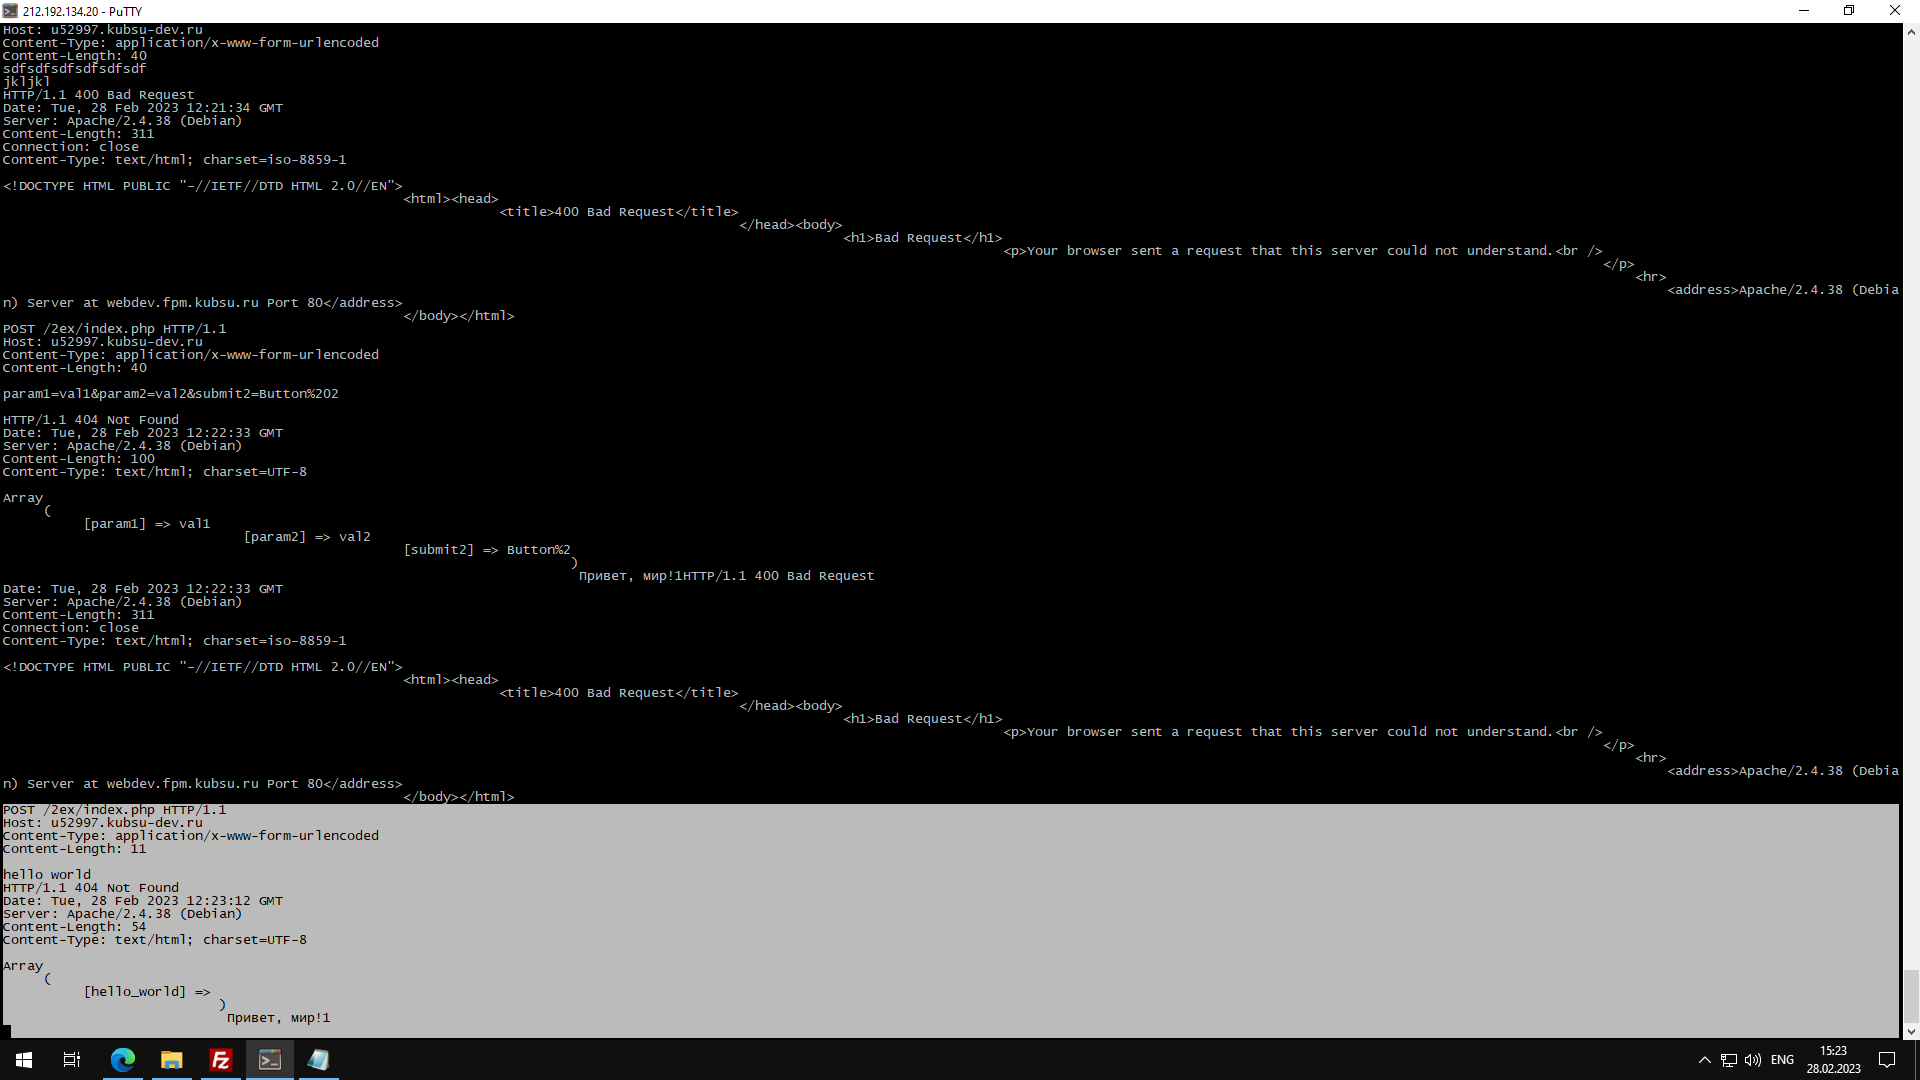 212.192.134.20 - PuTTY
Host: u52997.kubsu-dev.ru
Content-Type: application/x-www-form-urlencoded
Content-Length: 40
sdfsdfsdfsdfsdfsdf
jkljkl
HTTP/1.1 400 Bad Request
Date: Tue, 28 Feb 2023 12:21:34 GMT
Server: Apache/2.4.38 (Debian)
Content-Length: 311
Connection: close
Content-Type: text/html; charset=iso-8859-1
<!DOCTYPE HTML PUBLIC "-//IETF//DTD HTML 2.0//EN">
<html><head>
<title>400 Bad Request</title>
</head><body>
<h1>Bad Request</h1>
<p>Your browser sent a request that this server could not understand.<br />
</p>
<hr>
<address>Apache/2.4.38 (Debia
n) Server at webdev.fpm.kubsu.ru Port 80</address>
</body></html>
POST /2ex/index.php HTTP/1.1
Host: u52997.kubsu-dev.ru
Content-Type: application/x-www-form-urlencoded
Content-Length: 40
param1=val1&param2=val2&submit2=Button%202
HTTP/1.1 404 Not Found
Date: Tue, 28 Feb 2023 12:22:33 GMT
Server: Apache/2.4.38 (Debian)
Content-Length: 100
Content-Type: text/html; charset=UTF-8
Array
(
[param1] => val1
[param2] => val2
[submit2] => Button%2
)
Привет, мир!1HTTP/1.1 400 Bad Request
Date: Tue, 28 Feb 2023 12:22:33 GMT
Server: Apache/2.4.38 (Debian)
Content-Length: 311
Connection: close
Content-Type: text/html; charset=iso-8859-1
<!DOCTYPE HTML PUBLIC "-//IETF//DTD HTML 2.0//EN">
<html><head>
<title>400 Bad Request</title>
</head><body>
<h1>Bad Request</h1>
<p>Your browser sent a request that this server could not understand.<br />
</p>
<hr>
<address>Apache/2.4.38 (Debia
n) Server at webdev.fpm.kubsu.ru Port 80</address>
</body></html>
POST /2ex/index.php HTTP/1.1
Host: u52997.kubsu-dev.ru
Content-Type: application/x-www-form-urlencoded
Content-Length: 11
hello world
HTTP/1.1 404 Not Found
Date: Tue, 28 Feb 2023 12:23:12 GMT
Server: Apache/2.4.38 (Debian)
Content-Length: 54
Content-Type: text/html; charset=UTF-8
Array
(
[hello_world] =>
)
Привет, мир!1
ENG
15:23
28.02.2023